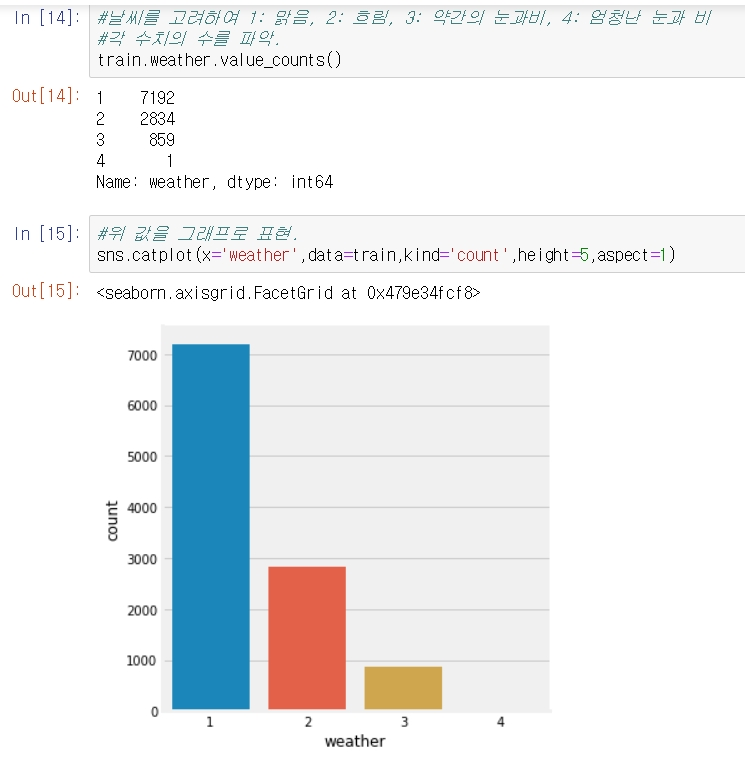 In [14]: #날씨를 고려하여 1: 맑음, 2: 흐림, 3: 약간의 눈과비, 4: 엄청난 눈과 비
#각 수치의 수를 파악.
train.weather.value_counts()
Out[14]: 1 7192
2 2834
3 859
4 1
Name: weather, dtype: int64
In [15]: #위 값을 그래프로 표현.
sns.catplot(x='weather',data=train,kind='count',height=5,aspect=1)
Out[15]: <seaborn.axisgrid.FacetGrid at 0x479e34fcf8>
7000
6000
5000
4000
3000
2000
1000
0
count
1 2 3 4
weather